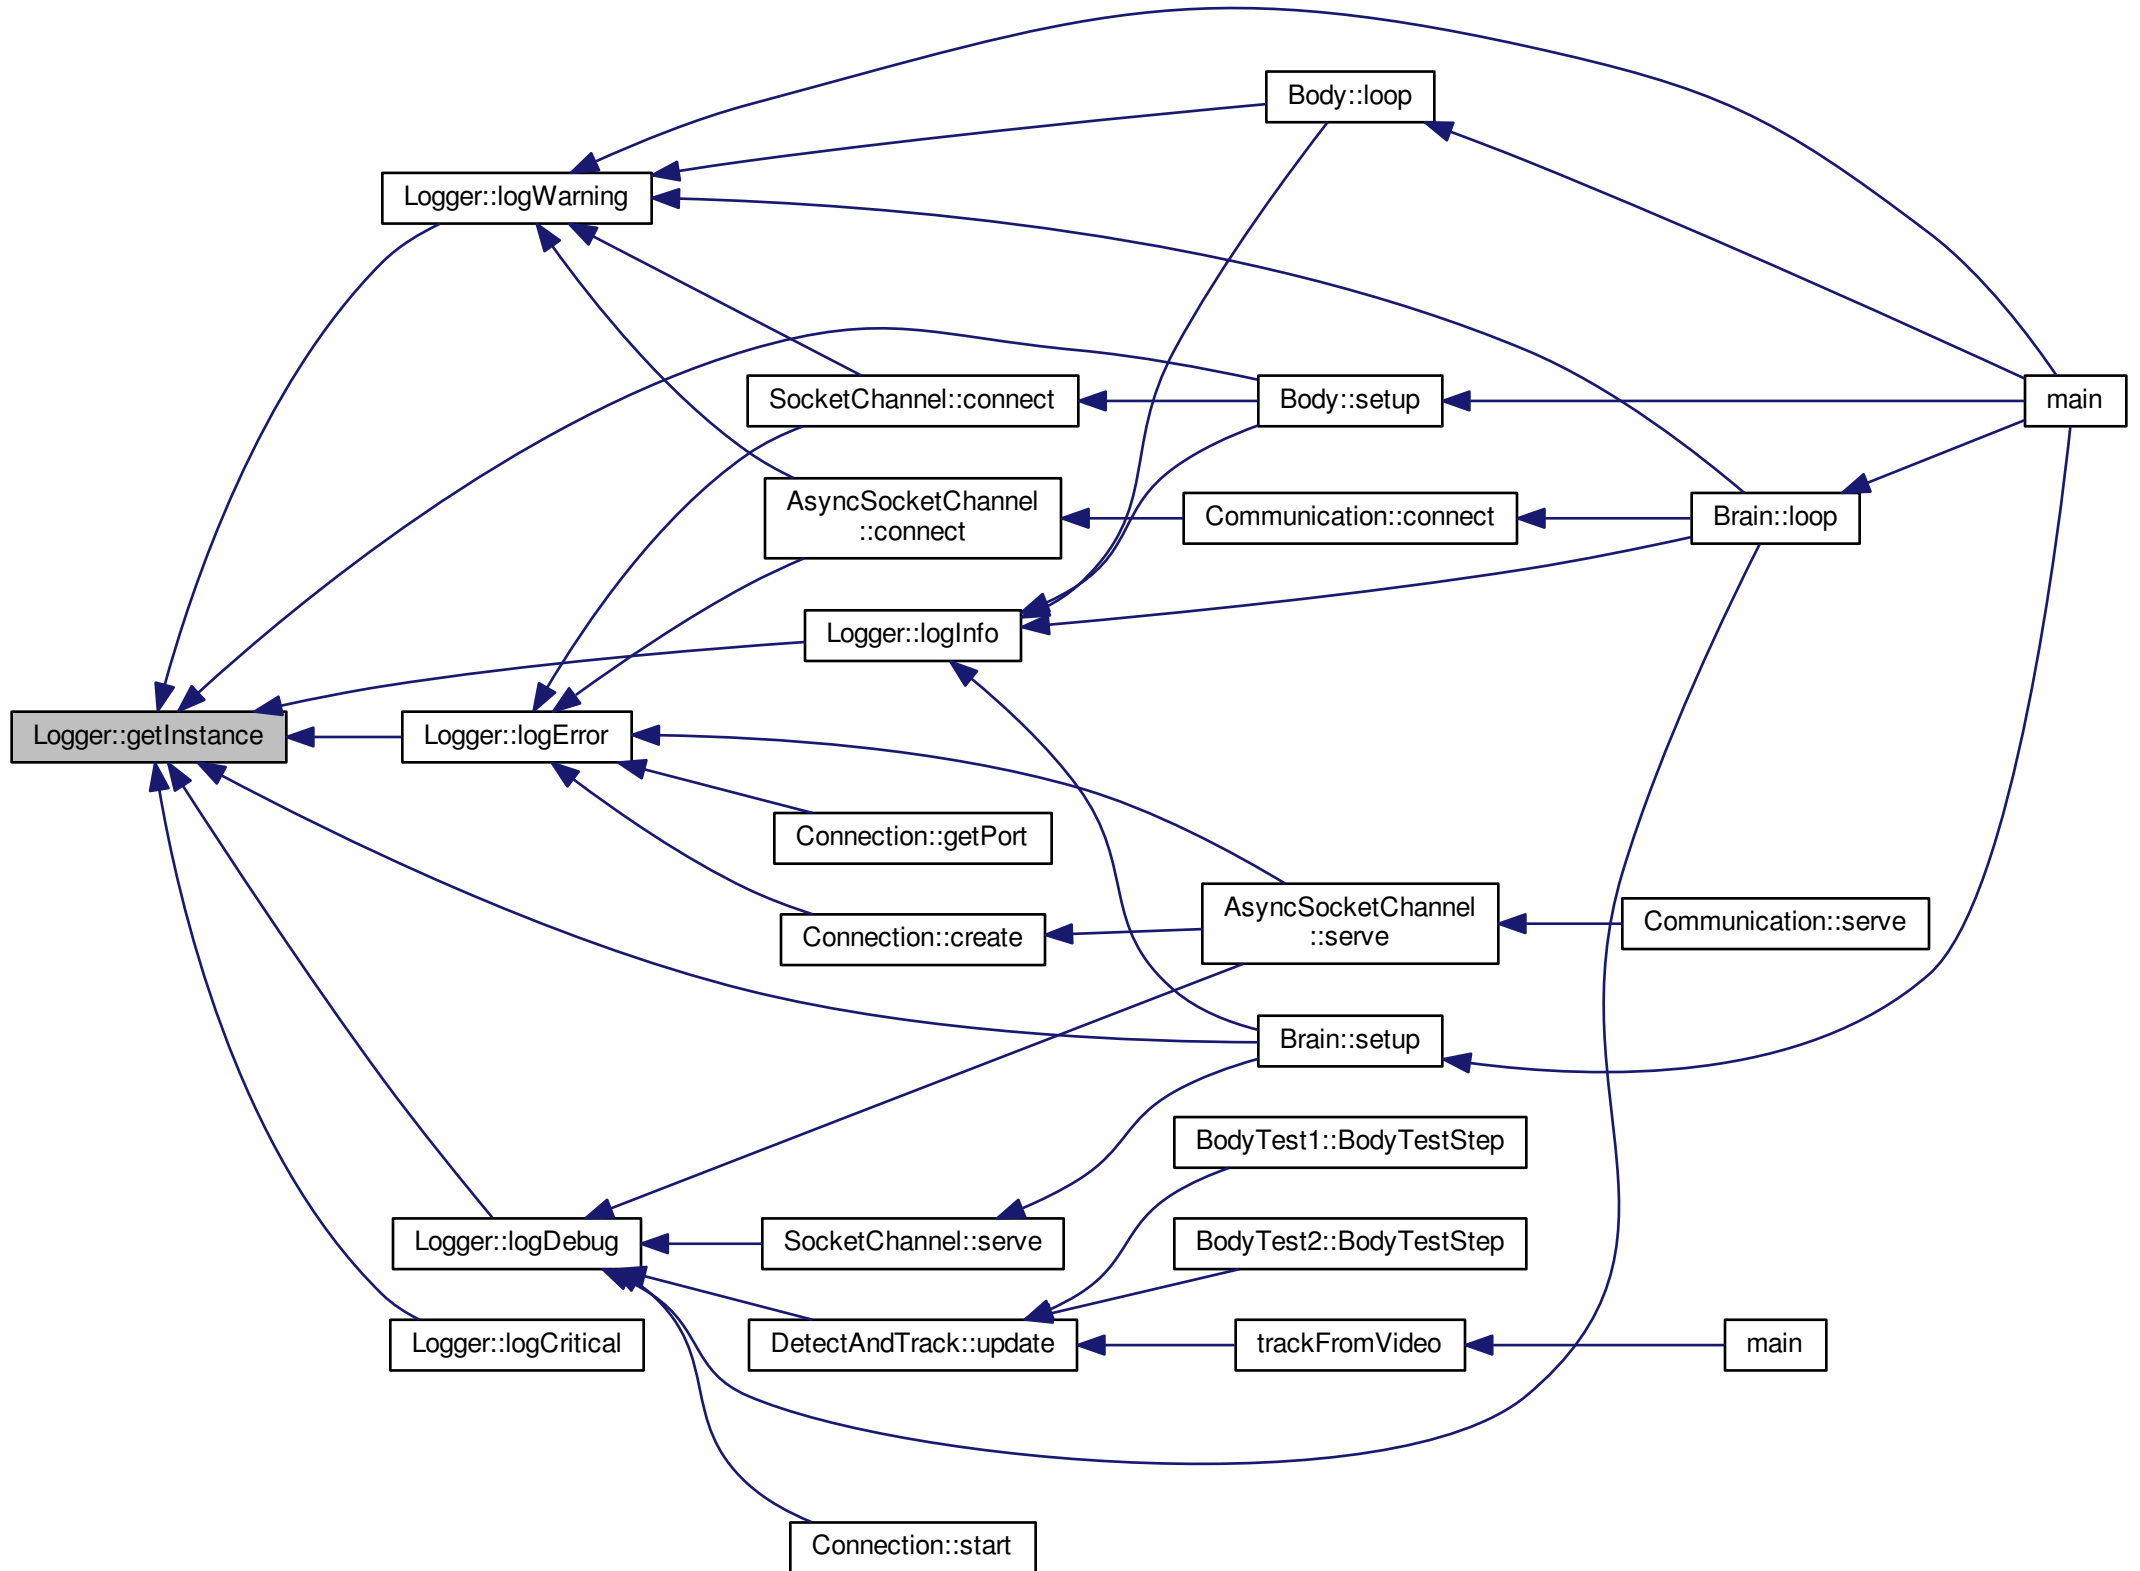 Body::loop
Logger::logWarning
SocketChannel::connect
Body::setup
main
AsyncSocketChannel
::connect
Communication::connect
Brain::loop
Logger::logInfo
Logger::getInstance
Logger::logError
Connection::getPort
AsyncSocketChannel
::serve
Communication::serve
Connection::create
Brain::setup
BodyTest1::BodyTestStep
Logger::logDebug
SocketChannel::serve
BodyTest2::BodyTestStep
Logger::logCritical
DetectAndTrack::update
trackFromVideo
main
Connection::start